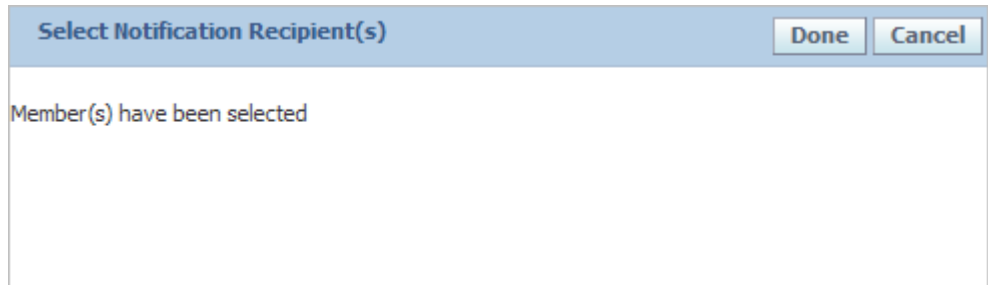 Select Notification Recipient(s)
Done
Cancel
Member(s) have been selected